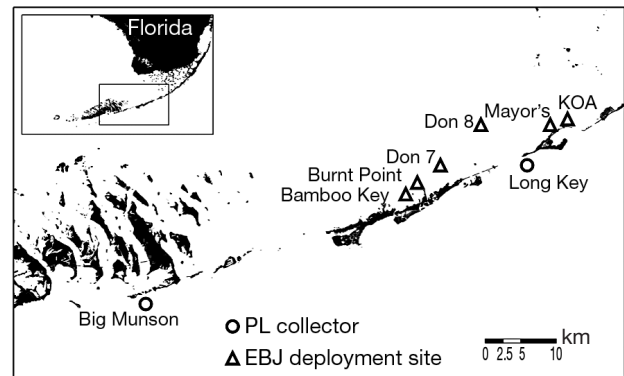 Florida
Mayor's KOA
Don 8
Don 7
Burnt Point
Bamboo Key
Long Key
Big Munson
PL collector
EBJ deployment site
km
0 2.5 5 10